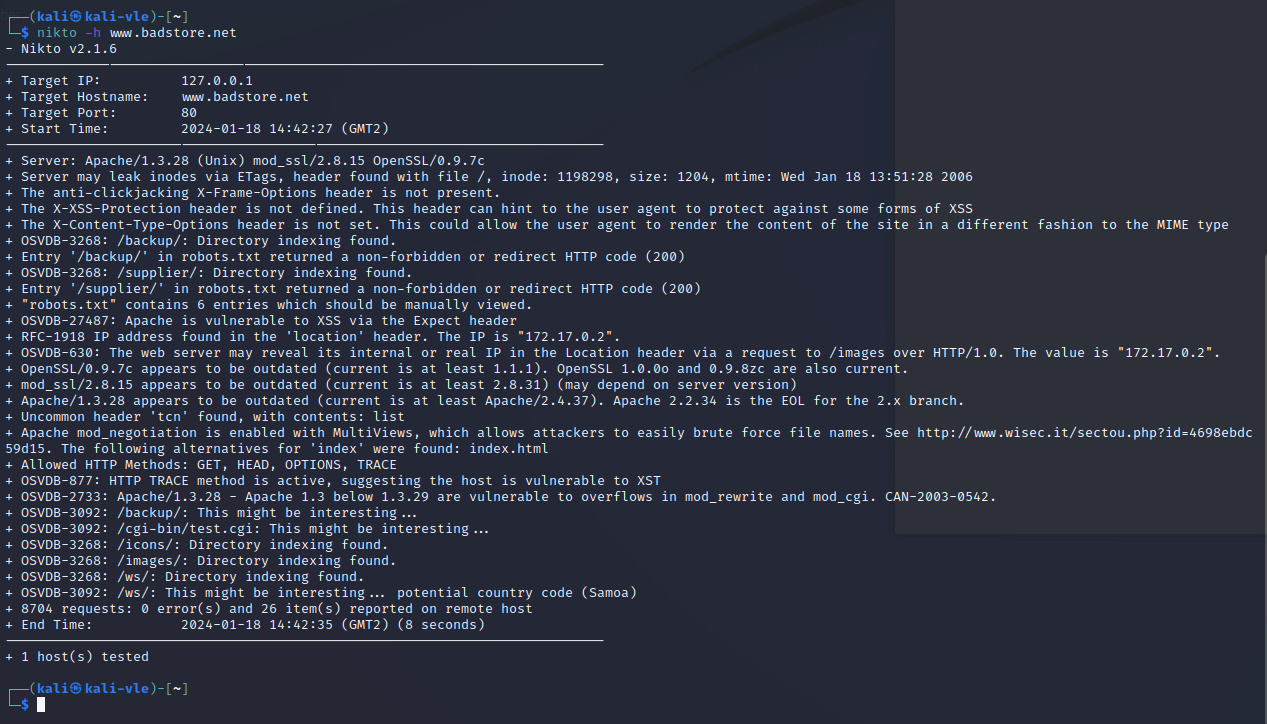 ┌──(kali㉿kali-vle)-[~]
└─$ nikto -h www.badstore.net
- Nikto v2.1.6
---------------------------------------------------------------------------
+ Target IP:          127.0.0.1
+ Target Hostname:    www.badstore.net
+ Target Port:        80
+ Start Time:         2024-01-18 14:42:27 (GMT2)
---------------------------------------------------------------------------
+ Server: Apache/1.3.28 (Unix) mod_ssl/2.8.15 OpenSSL/0.9.7c
+ Server may leak inodes via ETags, header found with file /, inode: 1198298, size: 1204, mtime: Wed Jan 18 13:51:28 2006
+ The anti-clickjacking X-Frame-Options header is not present.
+ The X-XSS-Protection header is not defined. This header can hint to the user agent to protect against some forms of XSS
+ The X-Content-Type-Options header is not set. This could allow the user agent to render the content of the site in a different fashion to the MIME type
+ OSVDB-3268: /backup/: Directory indexing found.
+ Entry '/backup/' in robots.txt returned a non-forbidden or redirect HTTP code (200)
+ OSVDB-3268: /supplier/: Directory indexing found.
+ Entry '/supplier/' in robots.txt returned a non-forbidden or redirect HTTP code (200)
+ "robots.txt" contains 6 entries which should be manually viewed.
+ OSVDB-27487: Apache is vulnerable to XSS via the Expect header
+ RFC-1918 IP address found in the 'location' header. The IP is "172.17.0.2".
+ OSVDB-630: The web server may reveal its internal or real IP in the Location header via a request to /images over HTTP/1.0. The value is "172.17.0.2".
+ OpenSSL/0.9.7c appears to be outdated (current is at least 1.1.1). OpenSSL 1.0.0o and 0.9.8zc are also current.
+ mod_ssl/2.8.15 appears to be outdated (current is at least 2.8.31) (may depend on server version)
+ Apache/1.3.28 appears to be outdated (current is at least Apache/2.4.37). Apache 2.2.34 is the EOL for the 2.x branch.
+ Uncommon header 'tcn' found, with contents: list
+ Apache mod_negotiation is enabled with MultiViews, which allows attackers to easily brute force file names. See http://www.wisec.it/sectou.php?id=4698ebdc
59d15. The following alternatives for 'index' were found: index.html
+ Allowed HTTP Methods: GET, HEAD, OPTIONS, TRACE
+ OSVDB-877: HTTP TRACE method is active, suggesting the host is vulnerable to XST
+ OSVDB-2733: Apache/1.3.28 - Apache 1.3 below 1.3.29 are vulnerable to overflows in mod_rewrite and mod_cgi. CAN-2003-0542.
+ OSVDB-3092: /backup/: This might be interesting...
+ OSVDB-3092: /cgi-bin/test.cgi: This might be interesting...
+ OSVDB-3268: /icons/: Directory indexing found.
+ OSVDB-3268: /images/: Directory indexing found.
+ OSVDB-3268: /ws/: Directory indexing found.
+ OSVDB-3092: /ws/: This might be interesting... potential country code (Samoa)
+ 8704 requests: 0 error(s) and 26 item(s) reported on remote host
+ End Time:           2024-01-18 14:42:35 (GMT2) (8 seconds)
---------------------------------------------------------------------------
+ 1 host(s) tested
┌──(kali㉿kali-vle)-[~]
└─$